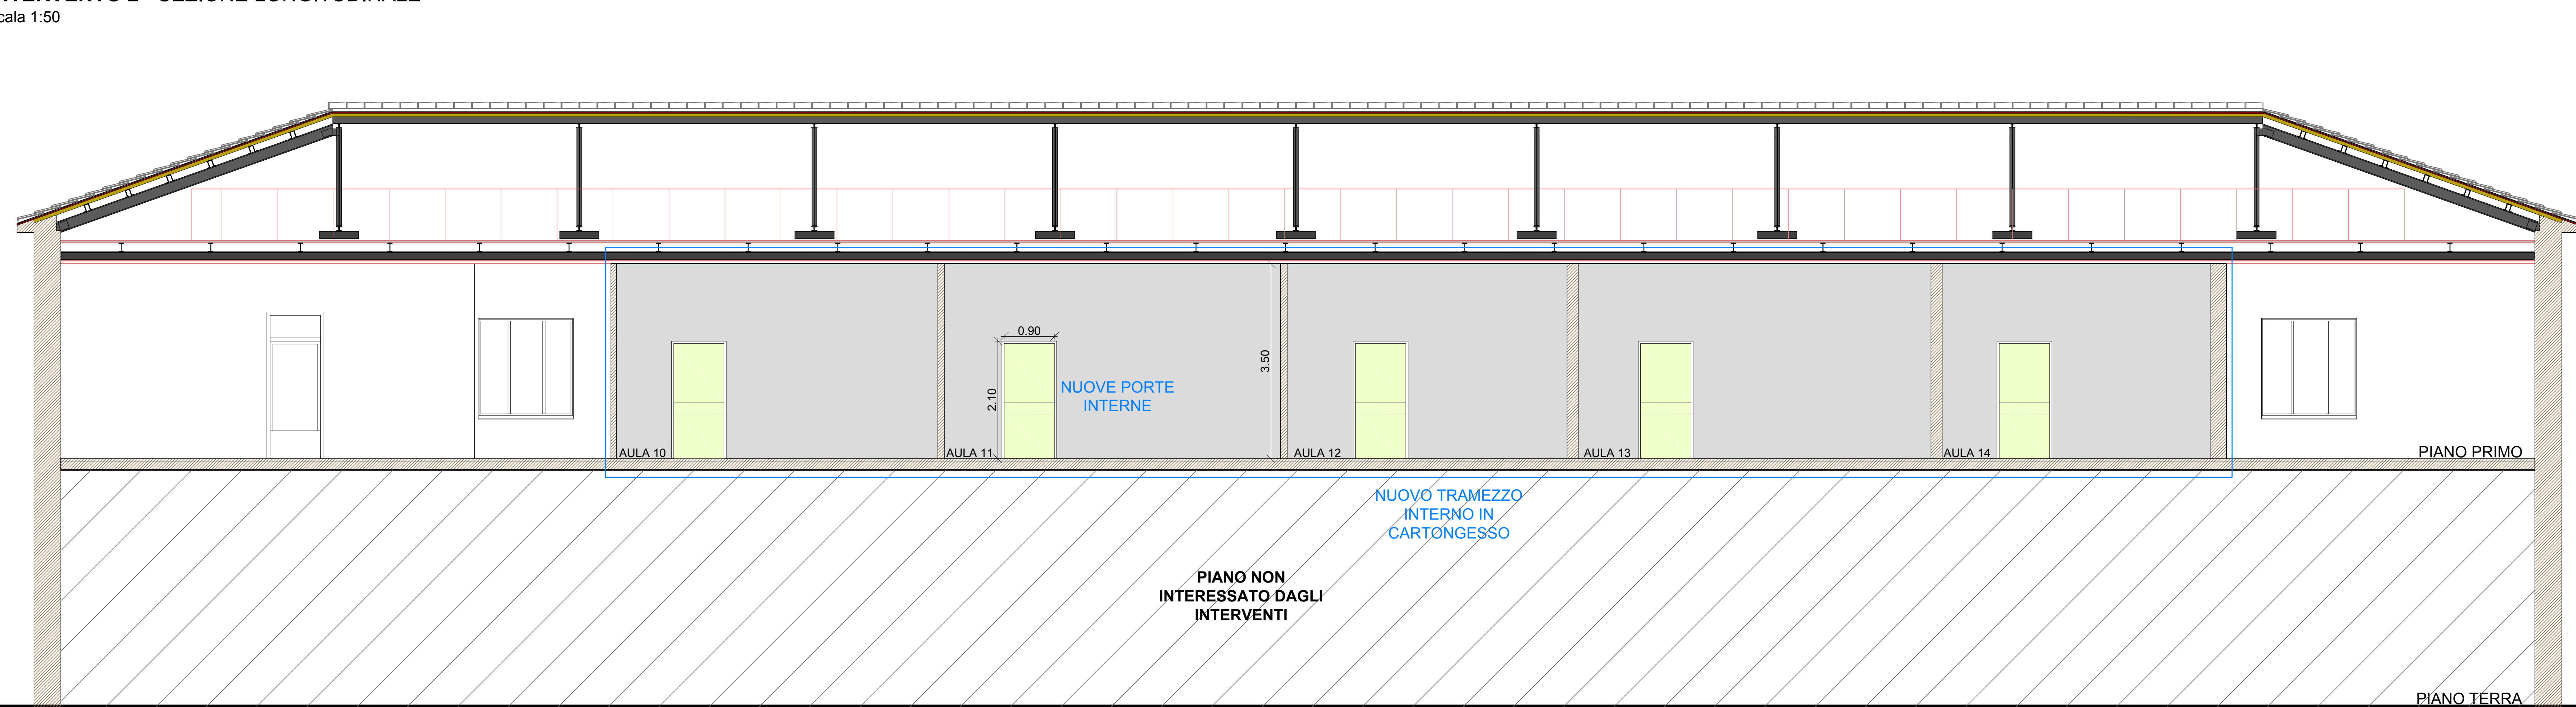 cala 1:50
0.90
2.10
3.50
NUOVE PORTE
INTERNE
AULA 10
AULA 11
AULA 12
AULA 13
AULA 14
PIANO PRIMO
NUOVO TRAMEZZO
INTERNO IN
CARTONGESSO
PIANO NON
INTERESSATO DAGLI
INTERVENTI
PIANO TERRA